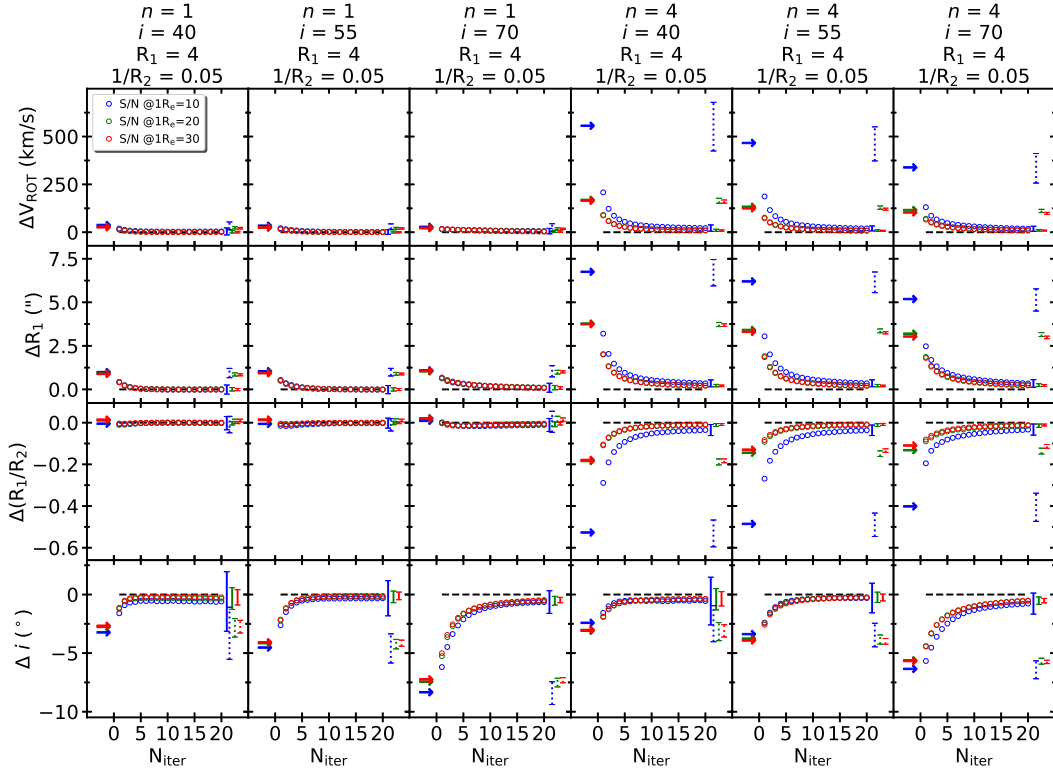 n = 1 n = 1 n = 1 n = 4 n = 4 n = 4
i = 40 i = 55 i = 70 i = 40 i = 55 i = 70
R₁ = 4 R₁ = 4 R₁ = 4 R₁ = 4 R₁ = 4 R₁ = 4
1/R₂ = 0.05 1/R₂ = 0.05 1/R₂ = 0.05 1/R₂ = 0.05 1/R₂ = 0.05 1/R₂ = 0.05
S/N @1Rₑ=10
S/N @1Rₑ=20
S/N @1Rₑ=30
ΔV_ROT (km/s)
500
250
0
ΔR₁ (")
7.5
5.0
2.5
0.0
Δ(R₁/R₂)
0.0
−0.2
−0.4
−0.6
Δ i (°)
0
−5
−10
0 5 10 15 20 0 5 10 15 20 0 5 10 15 20 0 5 10 15 20 0 5 10 15 20 0 5 10 15 20
N_iter N_iter N_iter N_iter N_iter N_iter